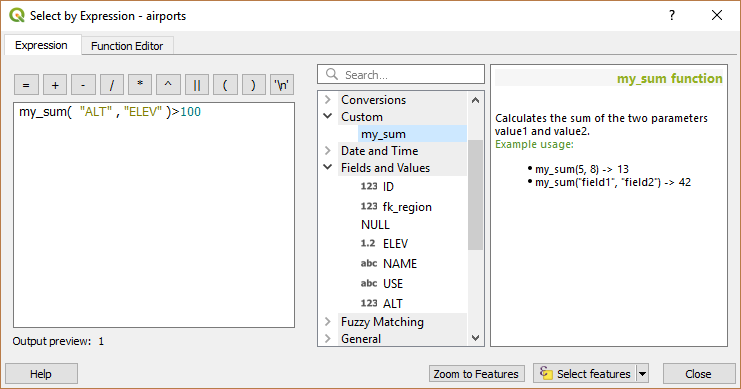 Select by Expression - airports
Expression
Function Editor
= + - / * ^ || ( ) '\n'
my_sum( "ALT" , "ELEV" )>100
Output preview: 1
Search...
Conversions
Custom
my_sum
Date and Time
Fields and Values
123 ID
123 fk_region
NULL
1.2 ELEV
abc NAME
abc USE
123 ALT
Fuzzy Matching
General
my_sum function
Calculates the sum of the two parameters
value1 and value2.
Example usage:
• my_sum(5, 8) -> 13
• my_sum("field1", "field2") -> 42
Help
Zoom to Features
Select features
Close